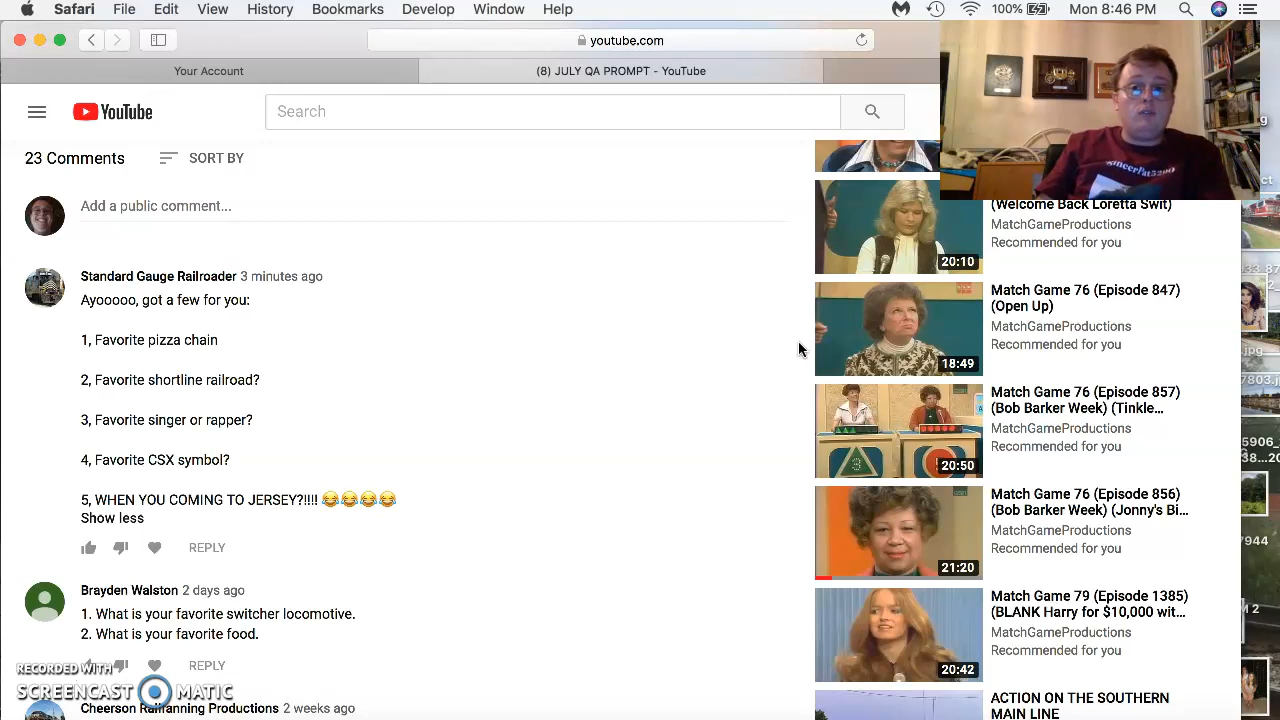 Safari File Edit View History Bookmarks Develop Window Help
100% Mon 8:46 PM
youtube.com
Your Account
(8) JULY QA PROMPT - YouTube
YouTube
Search
23 Comments
SORT BY
Add a public comment...
Standard Gauge Railroader 3 minutes ago
Ayooooo, got a few for you:
1, Favorite pizza chain
2, Favorite shortline railroad?
3, Favorite singer or rapper?
4, Favorite CSX symbol?
5, WHEN YOU COMING TO JERSEY?!!!! 😂😂😂😂
Show less
REPLY
Brayden Walston 2 days ago
1. What is your favorite switcher locomotive.
2. What is your favorite food.
REPLY
RECORDED WITH
SCREENCAST MATIC
Cheerson Railfanning Productions 2 weeks ago
(Welcome Back Loretta Swit)
MatchGameProductions
Recommended for you
20:10
Match Game 76 (Episode 847)
(Open Up)
MatchGameProductions
Recommended for you
18:49
Match Game 76 (Episode 857)
(Bob Barker Week) (Tinkle...
MatchGameProductions
Recommended for you
20:50
Match Game 76 (Episode 856)
(Bob Barker Week) (Jonny's Bi...
MatchGameProductions
Recommended for you
21:20
Match Game 79 (Episode 1385)
(BLANK Harry for $10,000 wit...
MatchGameProductions
Recommended for you
20:42
ACTION ON THE SOUTHERN
MAIN LINE